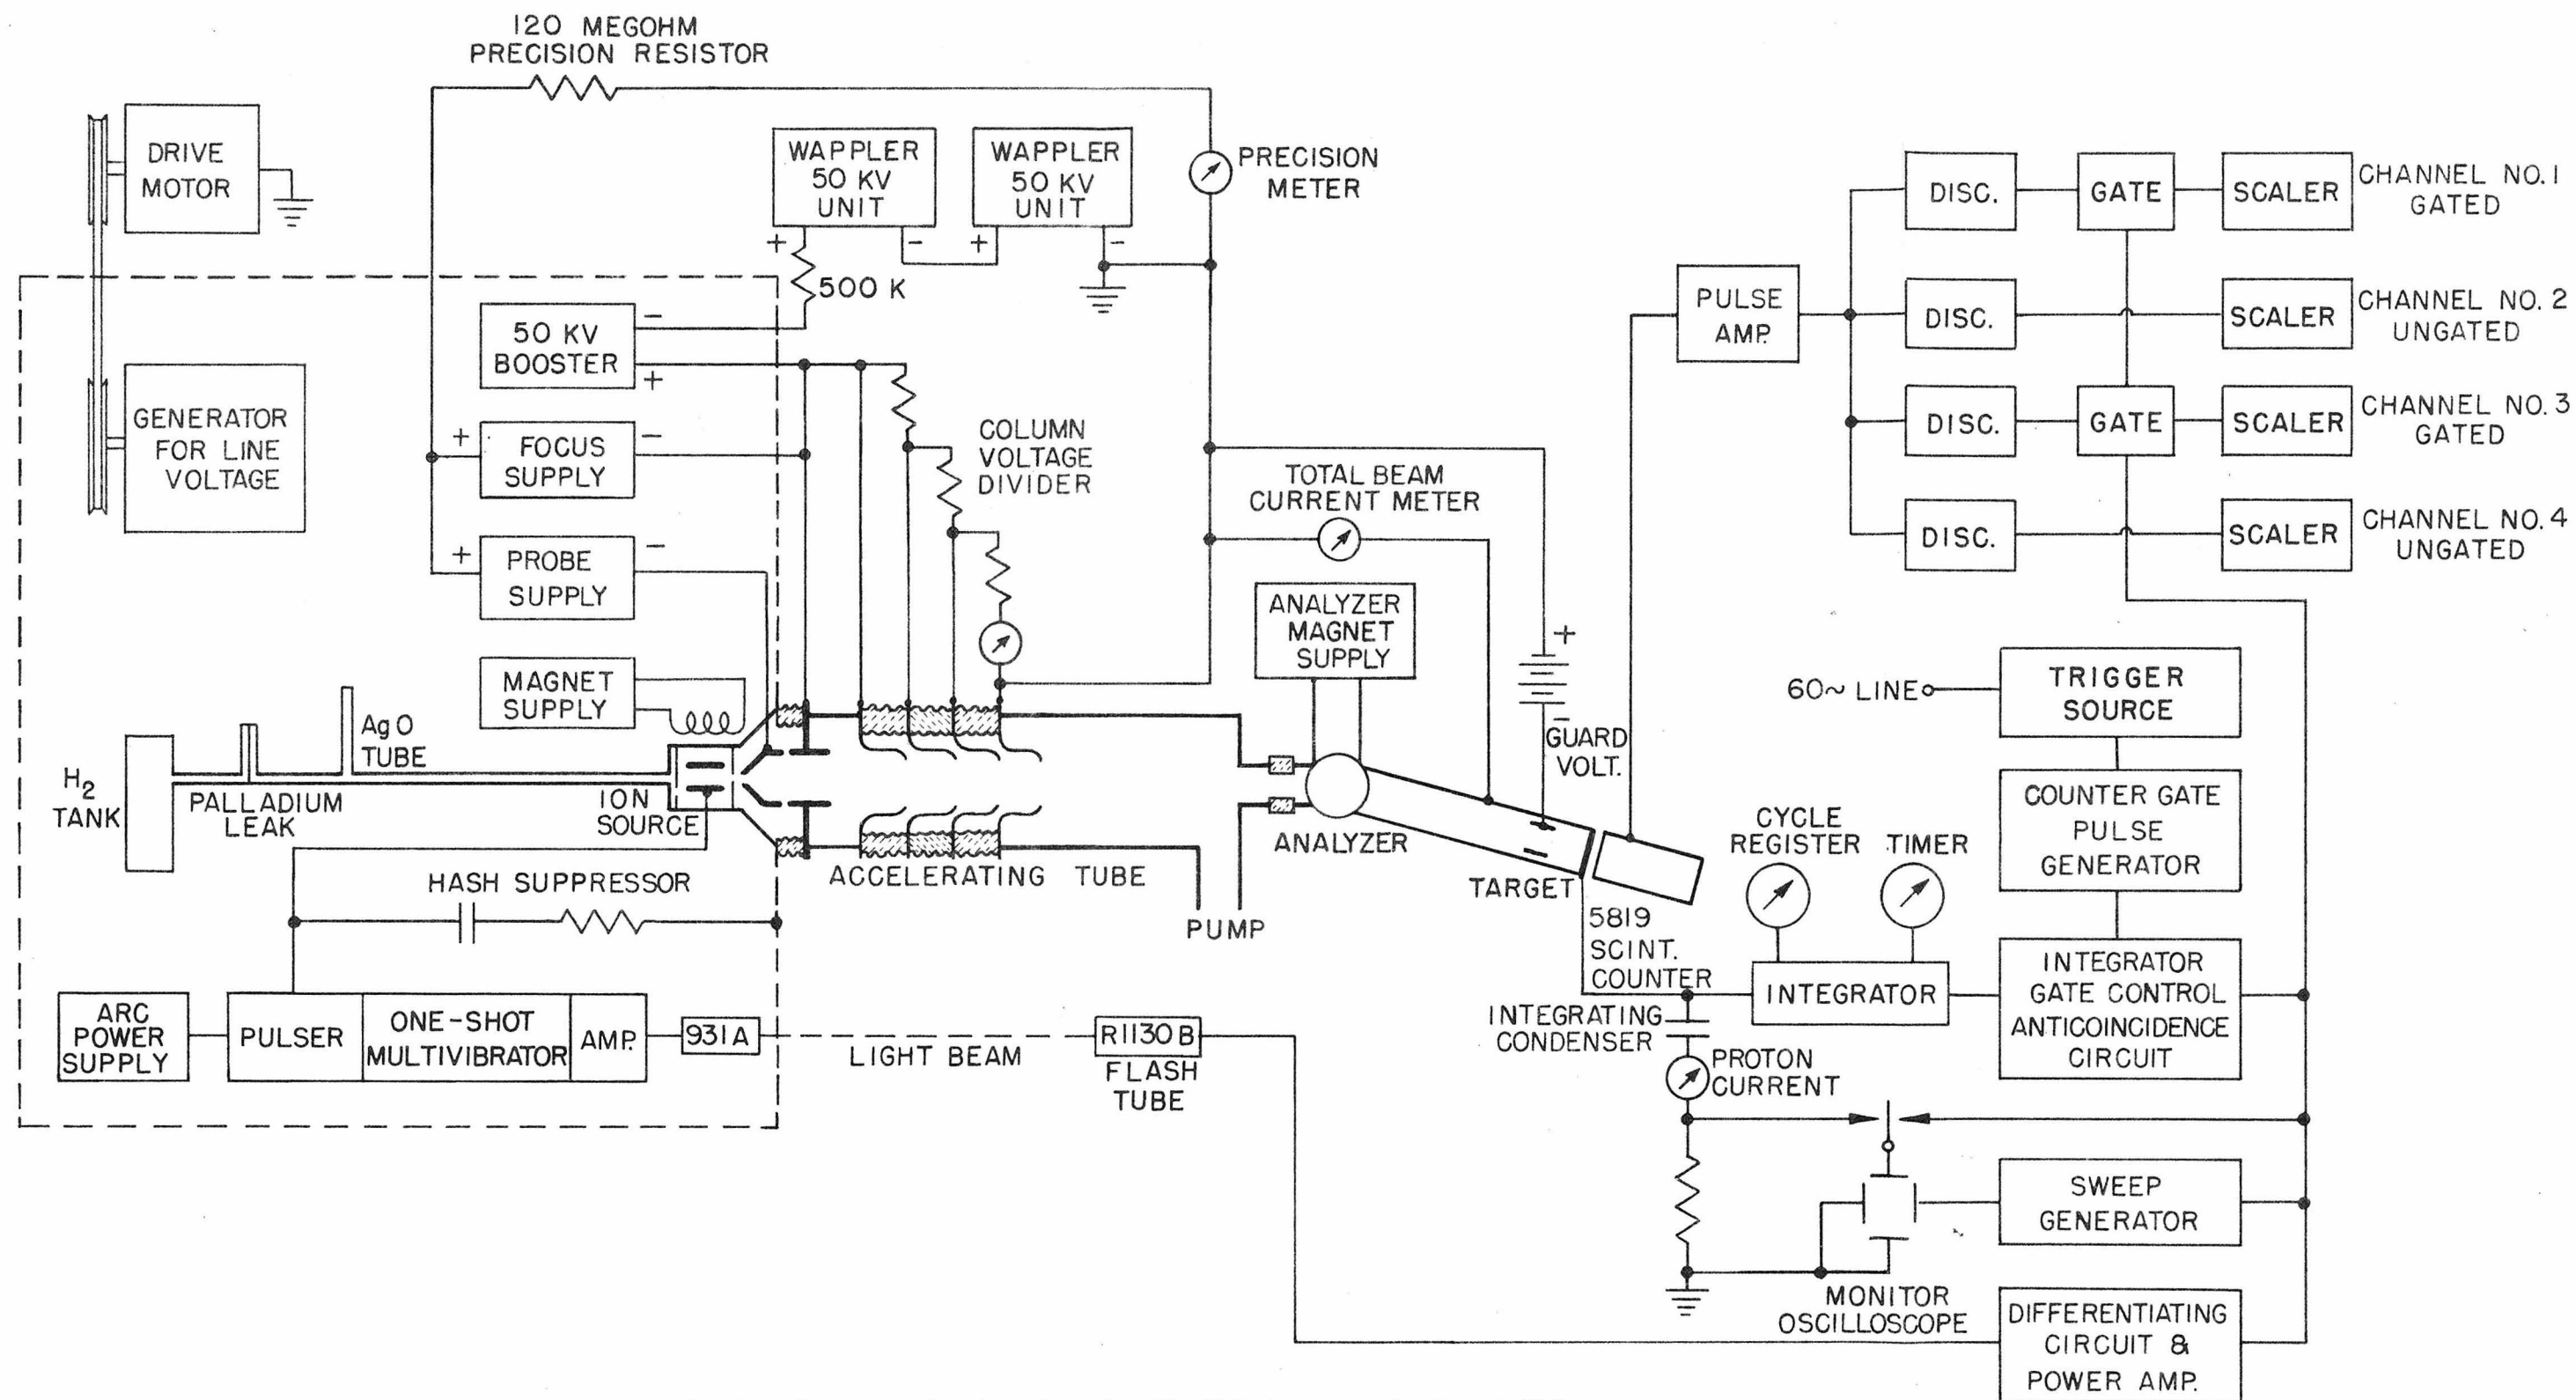 120 MEGOHM
PRECISION RESISTOR
DRIVE
MOTOR
WAPPLER
50 KV
UNIT
WAPPLER
50 KV
UNIT
PRECISION
METER
+
-
+
-
500 K
50 KV
BOOSTER
-
+
GENERATOR
FOR LINE
VOLTAGE
+
FOCUS
SUPPLY
-
COLUMN
VOLTAGE
DIVIDER
+
PROBE
SUPPLY
-
TOTAL BEAM
CURRENT METER
ANALYZER
MAGNET
SUPPLY
MAGNET
SUPPLY
+
-
GUARD
VOLT.
H2
TANK
PALLADIUM
LEAK
AgO
TUBE
ION
SOURCE
ACCELERATING TUBE
PUMP
ANALYZER
TARGET
5819
SCINT.
COUNTER
HASH SUPPRESSOR
ARC
POWER
SUPPLY
PULSER
ONE-SHOT
MULTIVIBRATOR
AMP.
931A
LIGHT BEAM
R1130B
FLASH
TUBE
PULSE
AMP.
DISC.
GATE
SCALER
CHANNEL NO. 1
GATED
DISC.
SCALER
CHANNEL NO. 2
UNGATED
DISC.
GATE
SCALER
CHANNEL NO. 3
GATED
DISC.
SCALER
CHANNEL NO. 4
UNGATED
60~ LINE
TRIGGER
SOURCE
COUNTER GATE
PULSE
GENERATOR
CYCLE
REGISTER
TIMER
INTEGRATOR
INTEGRATOR
GATE CONTROL
ANTICOINCIDENCE
CIRCUIT
INTEGRATING
CONDENSER
PROTON
CURRENT
SWEEP
GENERATOR
MONITOR
OSCILLOSCOPE
DIFFERENTIATING
CIRCUIT &
POWER AMP.